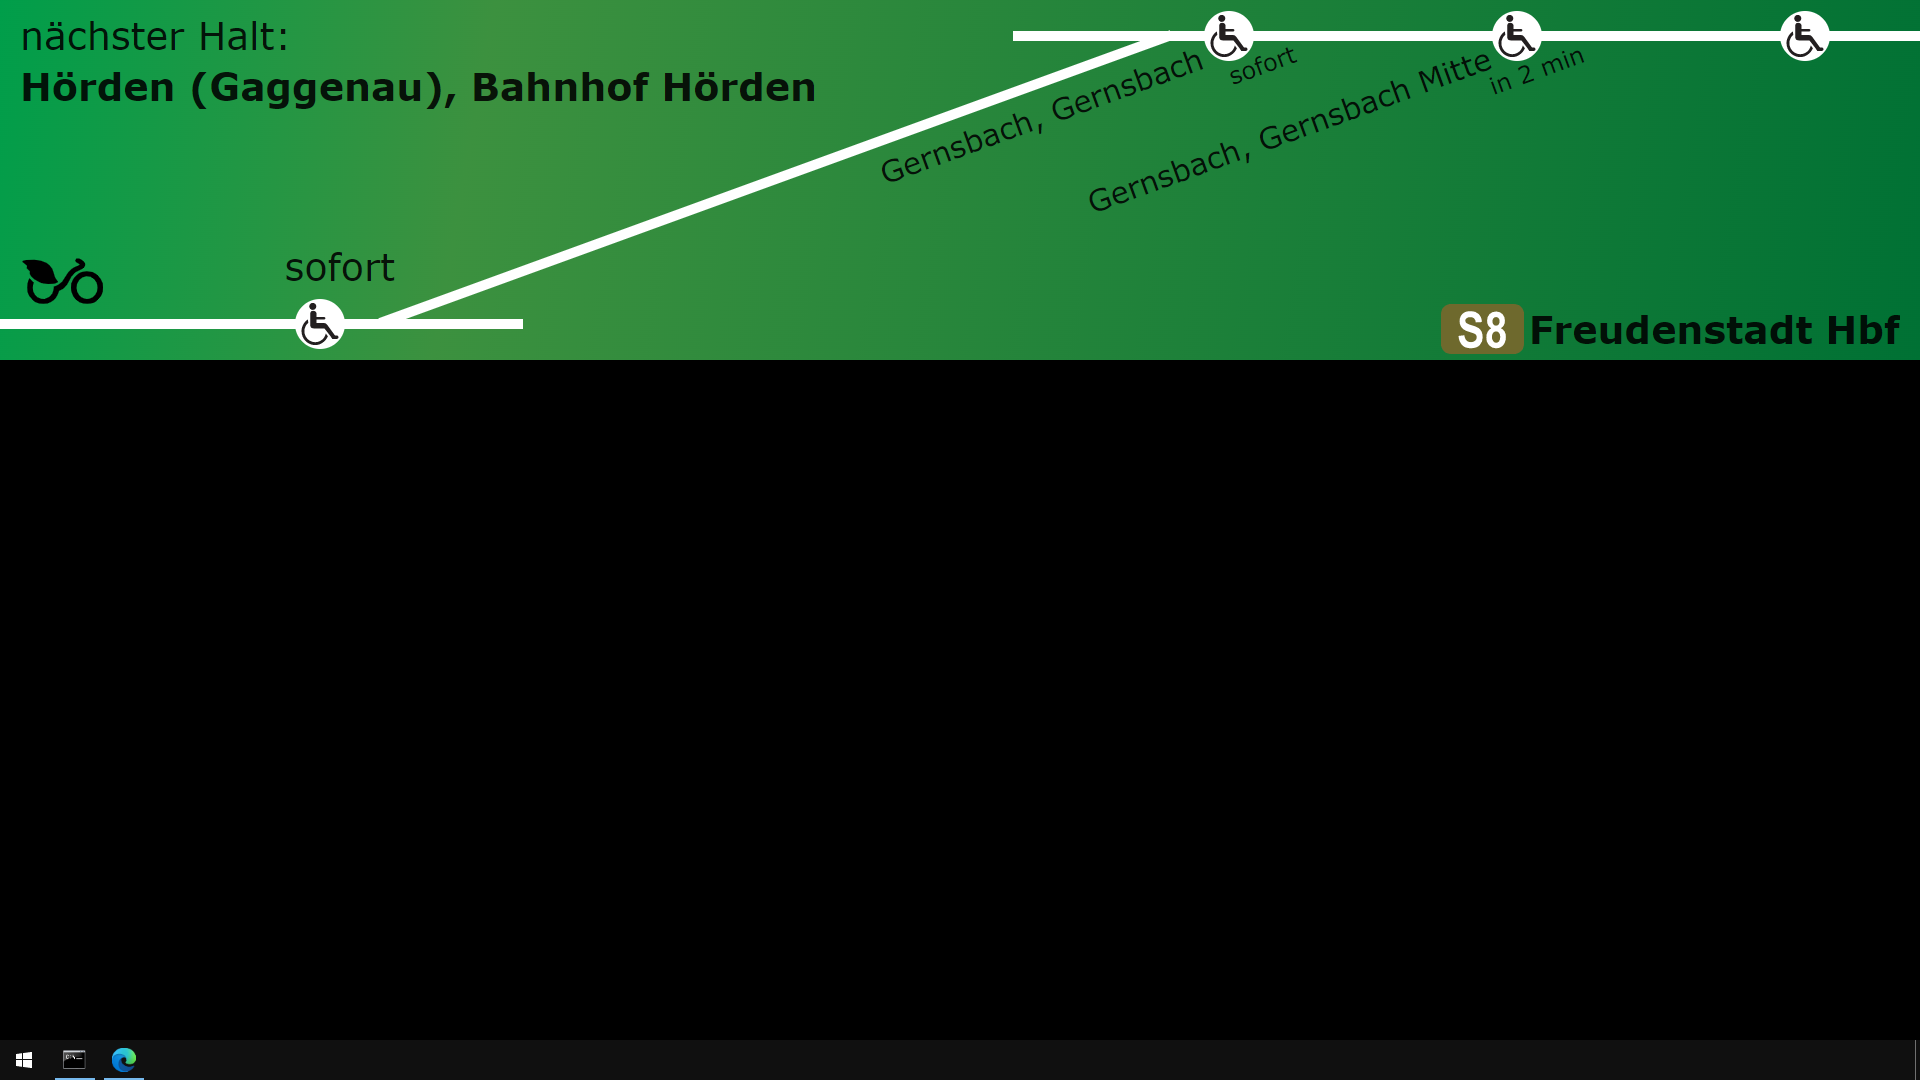 nächster Halt:
Hörden (Gaggenau), Bahnhof Hörden
Gernsbach, Gernsbach
sofort
Gernsbach, Gernsbach Mitte
in 2 min
sofort
S8 Freudenstadt Hbf